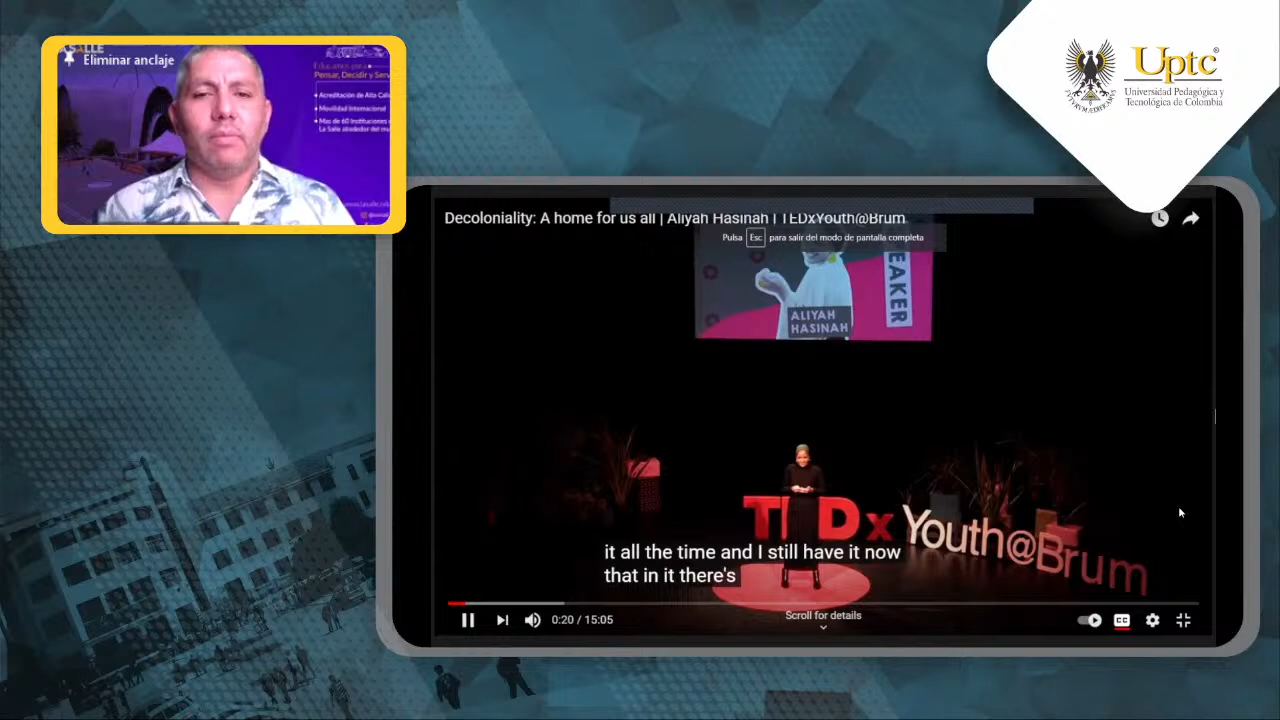 Eliminar anclaje
Pensar, Decidir y Serv
Acreditación de Alta Cali
Movilidad Internacional
Mas de 60 Instituciones
La Salle alrededor del mu
Uptc®
Universidad Pedagógica y
Tecnológica de Colombia
Decoloniality: A home for us all | Aliyah Hasinah | TEDxYouth@Brum
Pulsa Esc para salir del modo de pantalla completa
EAKER
ALIYAH
HASINAH
TEDx Youth@Brum
it all the time and I still have it now
that in it there's
Scroll for details
0:20 / 15:05
CC